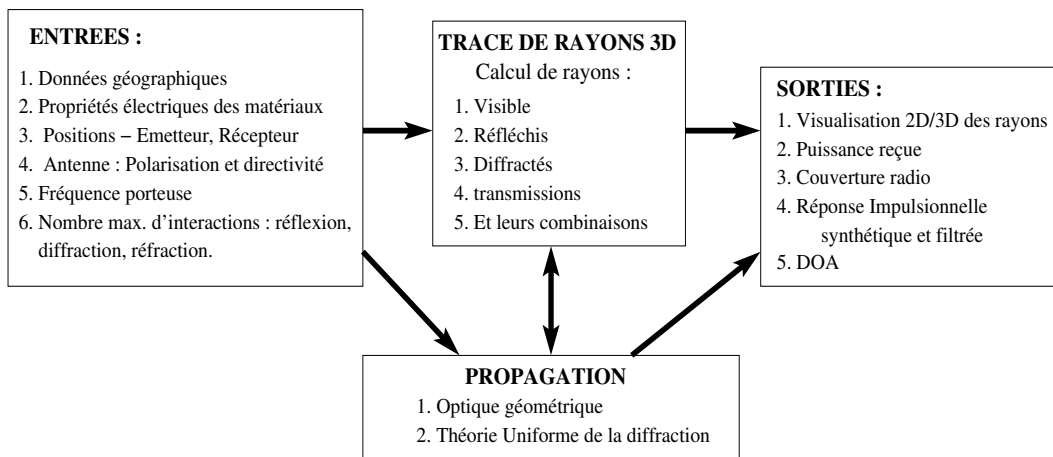 ENTREES :
1. Données géographiques
2. Propriétés électriques des matériaux
3. Positions – Emetteur, Récepteur
4. Antenne : Polarisation et directivité
5. Fréquence porteuse
6. Nombre max. d'interactions : réflexion,
diffraction, réfraction.
TRACE DE RAYONS 3D
Calcul de rayons :
1. Visible
2. Réfléchis
3. Diffractés
4. transmissions
5. Et leurs combinaisons
SORTIES :
1. Visualisation 2D/3D des rayons
2. Puissance reçue
3. Couverture radio
4. Réponse Impulsionnelle
synthétique et filtrée
5. DOA
PROPAGATION
1. Optique géométrique
2. Théorie Uniforme de la diffraction